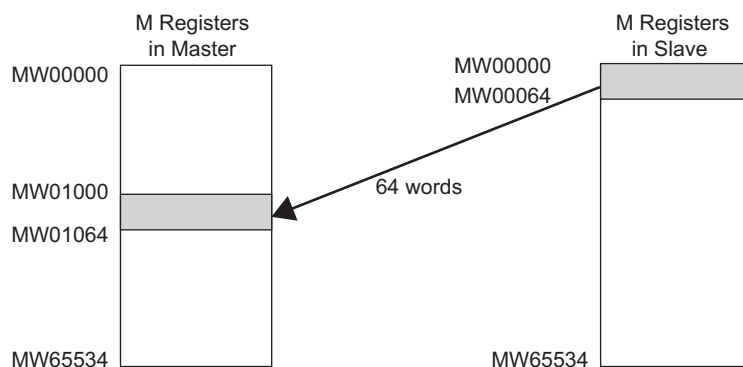 M Registers
in Master
MW00000
MW01000
MW01064
MW65534
64 words
M Registers
in Slave
MW00000
MW00064
MW65534